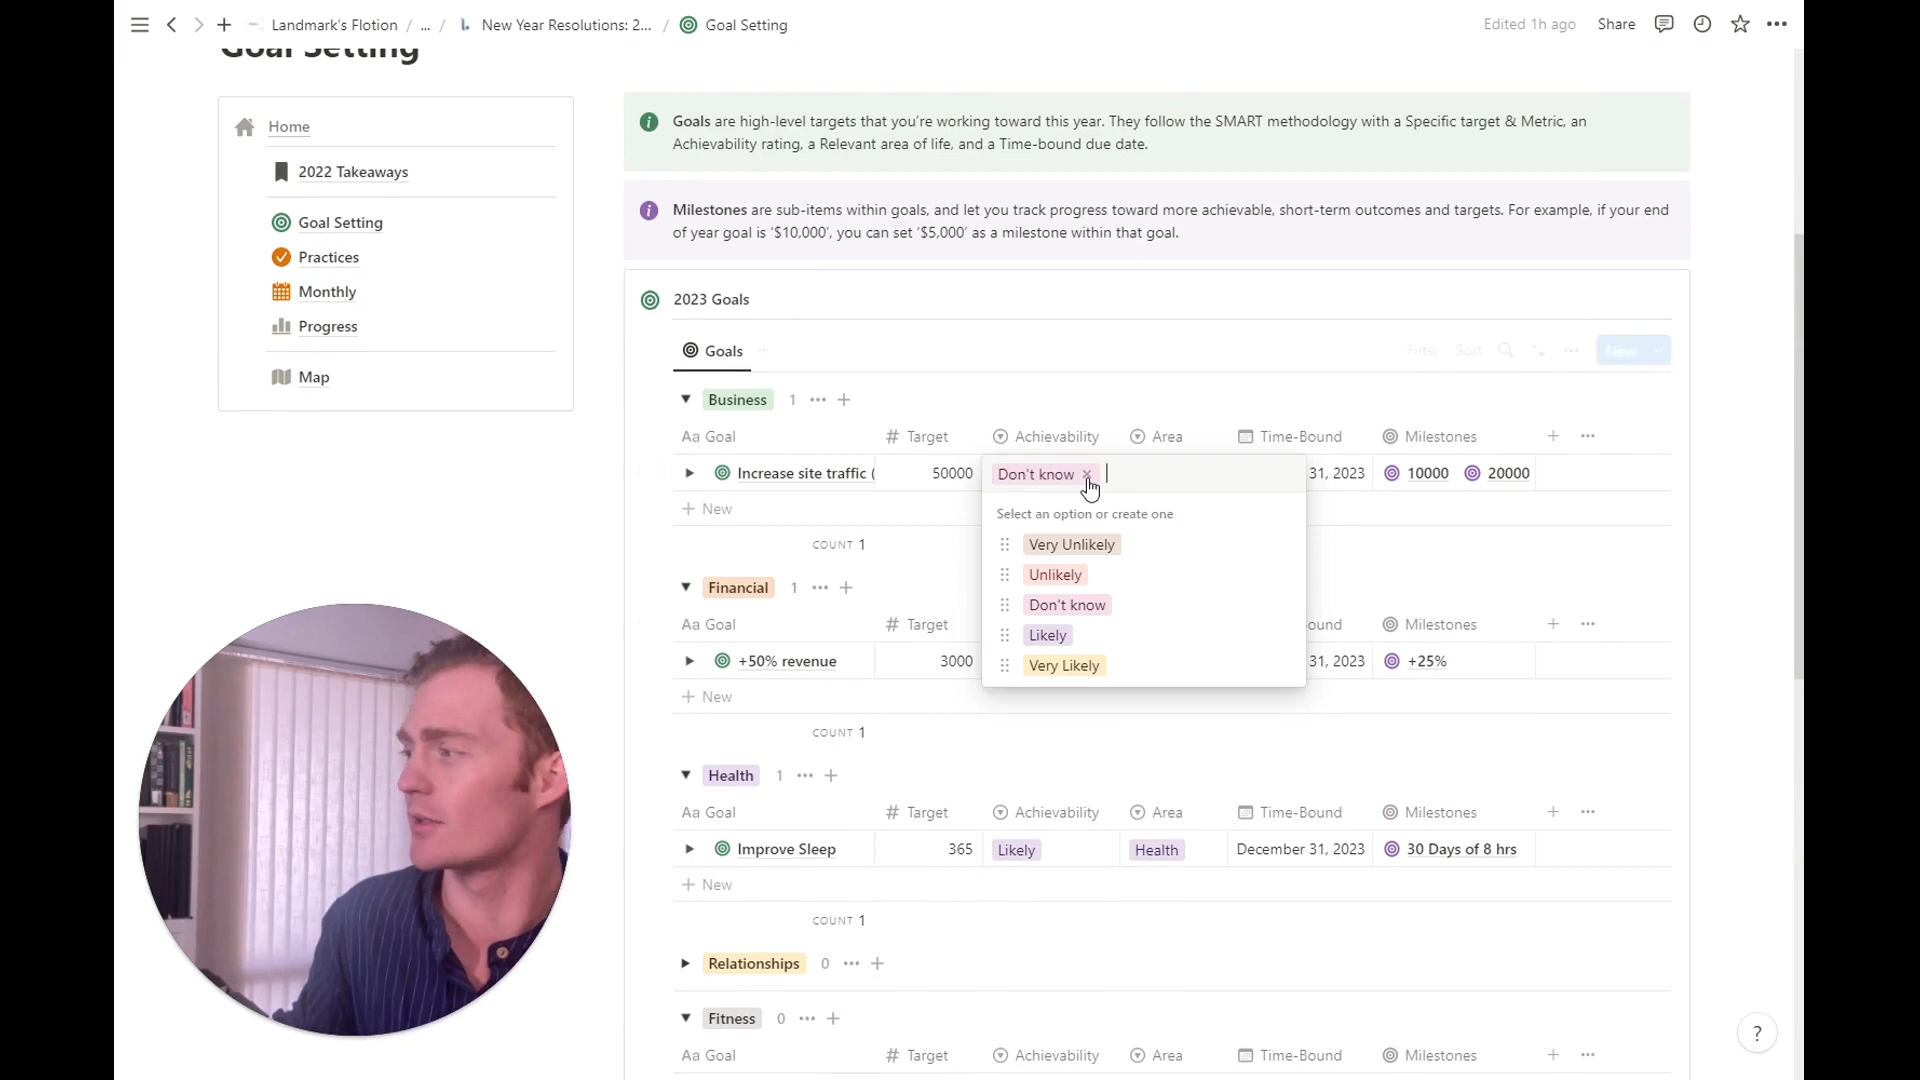 Landmark's Flotion / ... / New Year Resolutions: 2... / Goal Setting
Edited 1h ago Share
Goal Setting
Home
2022 Takeaways
Goal Setting
Practices
Monthly
Progress
Map
Goals are high-level targets that you're working toward this year. They follow the SMART methodology with a Specific target & Metric, an
Achievability rating, a Relevant area of life, and a Time-bound due date.
Milestones are sub-items within goals, and let you track progress toward more achievable, short-term outcomes and targets. For example, if your end
of year goal is '$10,000', you can set '$5,000' as a milestone within that goal.
2023 Goals
Goals
Filter Sort New
Business 1
Aa Goal # Target Achievability Area Time-Bound Milestones
Increase site traffic ( 50000 Don't know 31, 2023 10000 20000
New
Select an option or create one
Very Unlikely
Unlikely
Don't know
Likely
Very Likely
COUNT 1
Financial 1
Aa Goal # Target ound Milestones
+50% revenue 3000 31, 2023 +25%
New
COUNT 1
Health 1
Aa Goal # Target Achievability Area Time-Bound Milestones
Improve Sleep 365 Likely Health December 31, 2023 30 Days of 8 hrs
New
COUNT 1
Relationships 0
Fitness 0
Aa Goal # Target Achievability Area Time-Bound Milestones
?